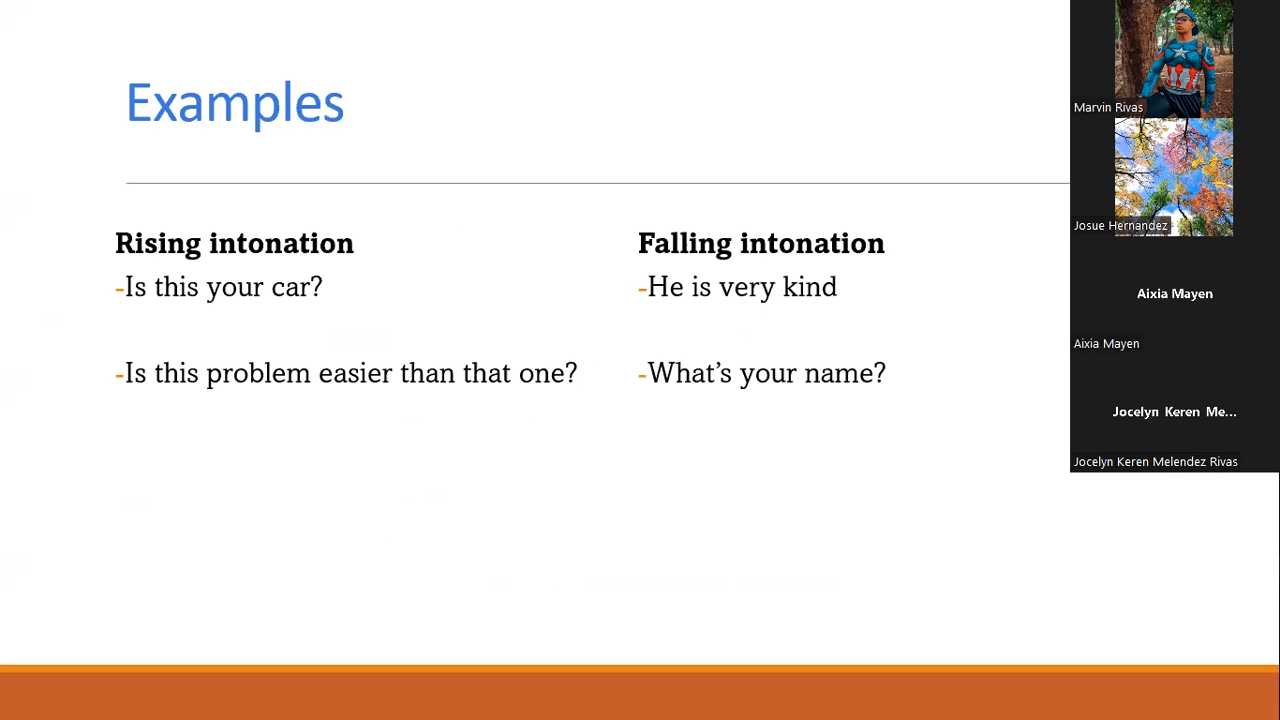 Examples
Rising intonation
-Is this your car?
-Is this problem easier than that one?
Falling intonation
-He is very kind
-What’s your name?
Marvin Rivas
Josue Hernandez
Aixia Mayen
Aixia Mayen
Jocelyn Keren Me...
Jocelyn Keren Melendez Rivas